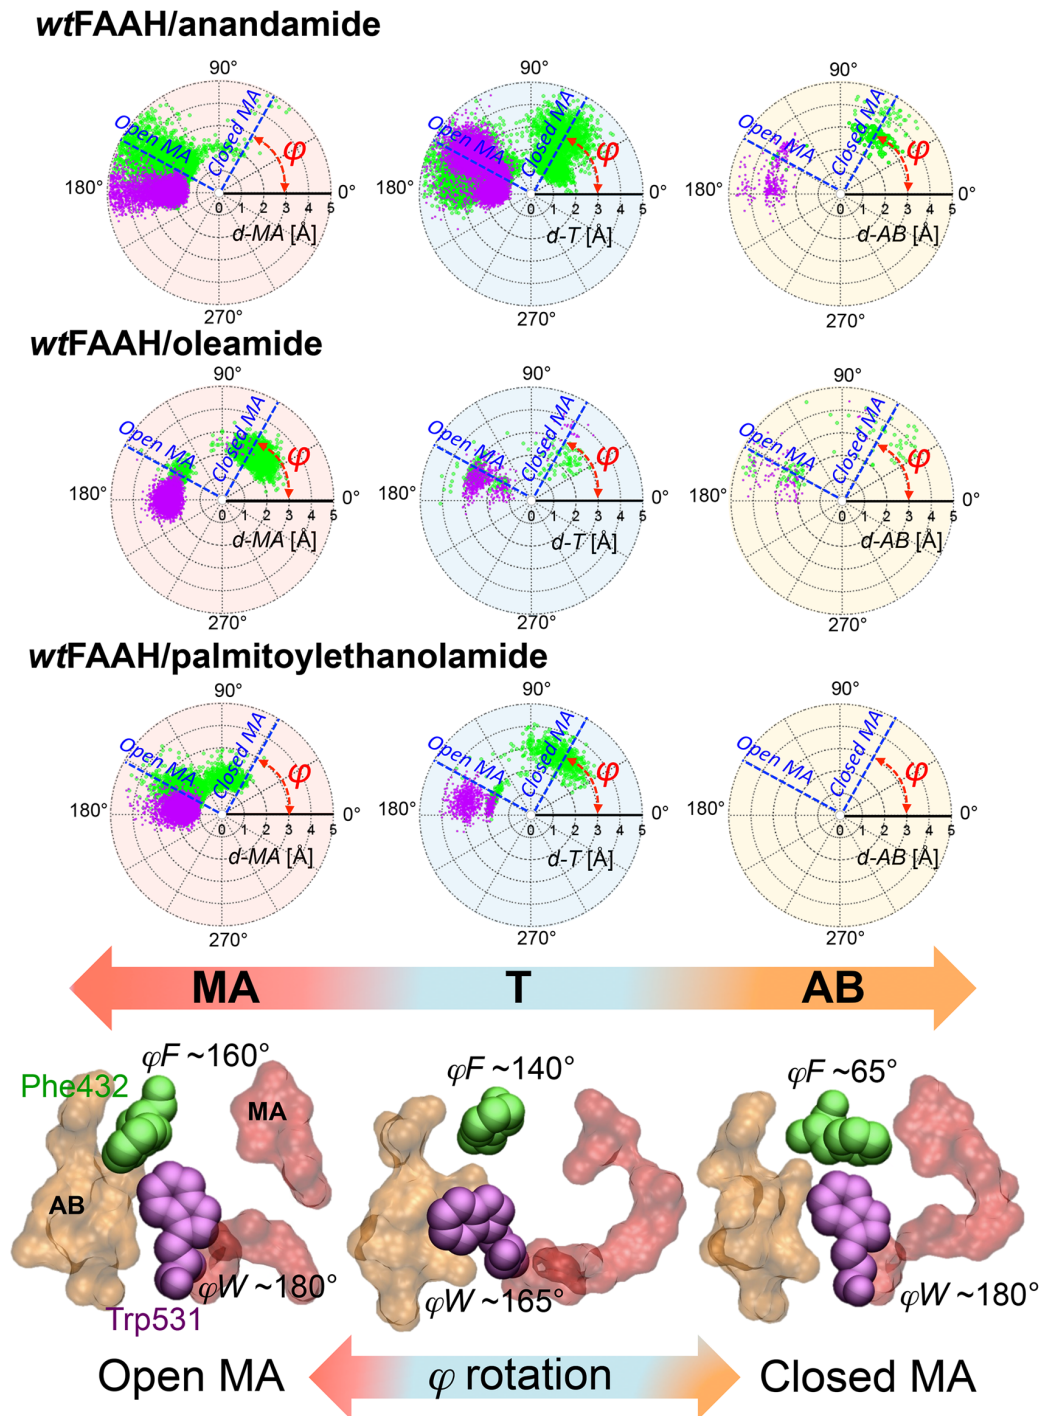 wtFAAH/anandamide
90° 90° 90°
Open MA Closed MA φ Open MA Closed MA φ Open MA Closed MA φ
180° 0° 180° 0° 180° 0°
0 1 2 3 4 5 0 1 2 3 4 5 0 1 2 3 4 5
d-MA [Å] d-T [Å] d-AB [Å]
270° 270° 270°
wtFAAH/oleamide
90° 90° 90°
Open MA Closed MA φ Open MA Closed MA φ Open MA Closed MA φ
180° 0° 180° 0° 180° 0°
0 1 2 3 4 5 0 1 2 3 4 5 0 1 2 3 4 5
d-MA [Å] d-T [Å] d-AB [Å]
270° 270° 270°
wtFAAH/palmitoylethanolamide
90° 90° 90°
Open MA Closed MA φ Open MA Closed MA φ Open MA Closed MA φ
180° 0° 180° 0° 180° 0°
0 1 2 3 4 5 0 1 2 3 4 5 0 1 2 3 4 5
d-MA [Å] d-T [Å] d-AB [Å]
270° 270° 270°
MA T AB
φF ~160° φF ~140° φF ~65°
Phe432
MA
AB
φW ~180° φW ~165° φW ~180°
Trp531
Open MA φ rotation Closed MA